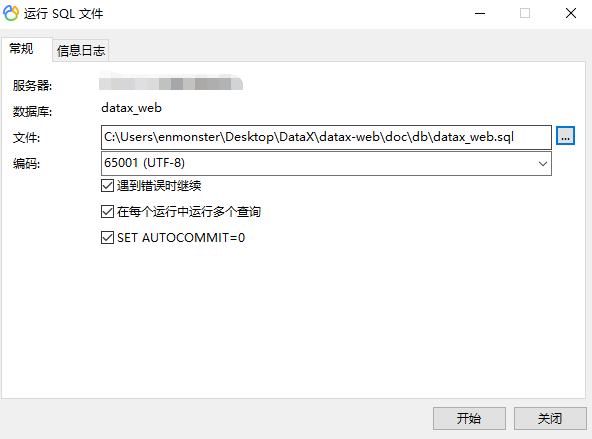 运行 SQL 文件
常规 信息日志
服务器:
数据库: datax_web
文件: C:\Users\enmonster\Desktop\DataX\datax-web\doc\db\datax_web.sql ...
编码: 65001 (UTF-8)
遇到错误时继续
在每个运行中运行多个查询
SET AUTOCOMMIT=0
开始 关闭